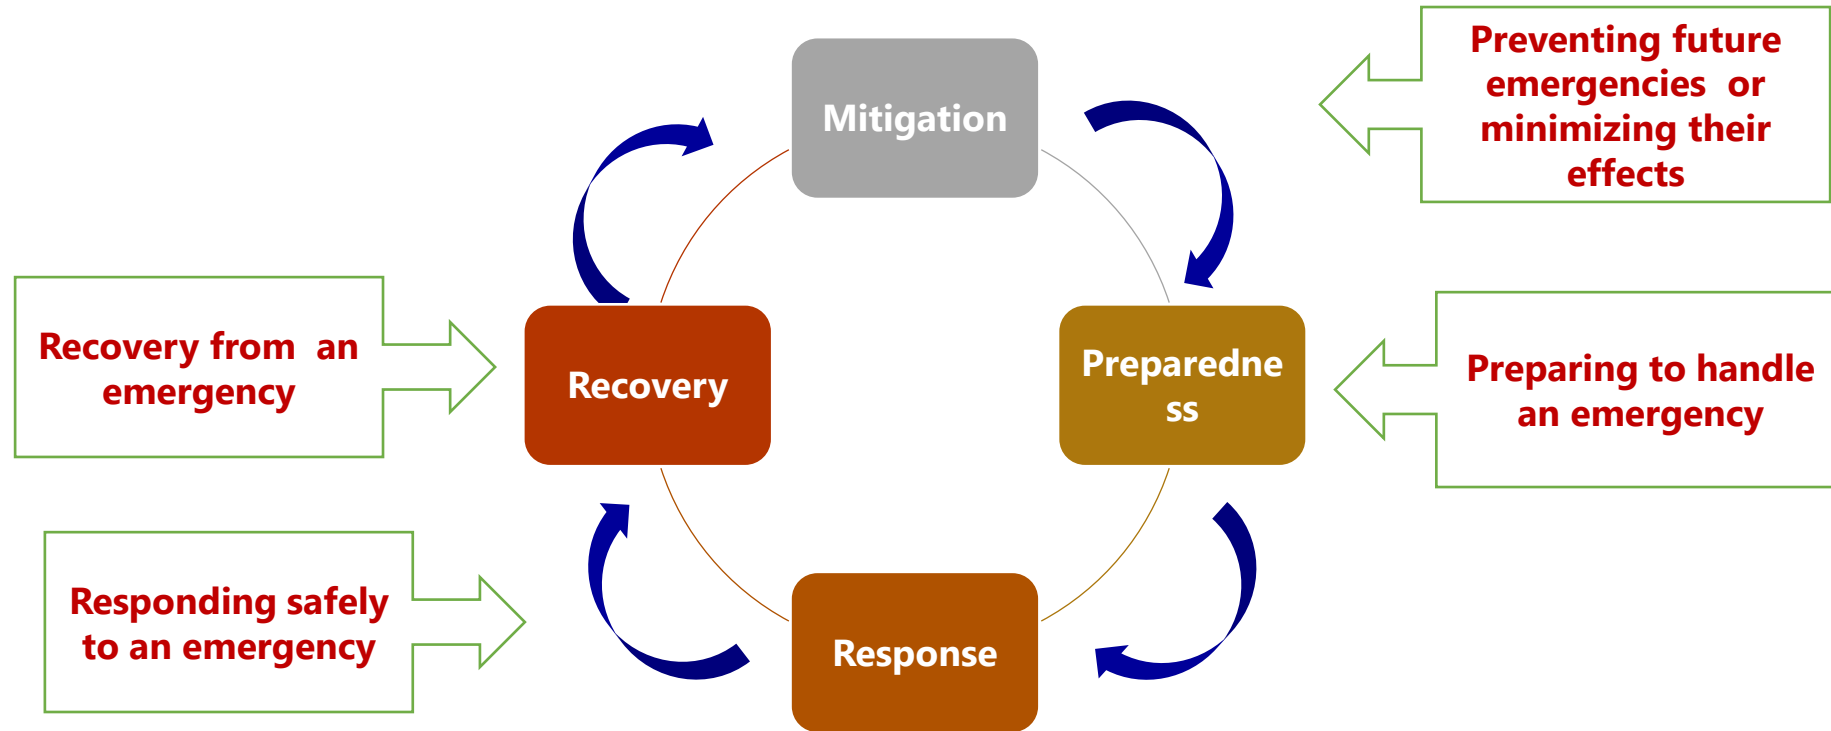 Mitigation
Preventing future
emergencies  or
minimizing their
effects
Recovery from  an
emergency
Recovery
Preparedne
ss
Preparing to handle
an emergency
Responding safely
to an emergency
Response